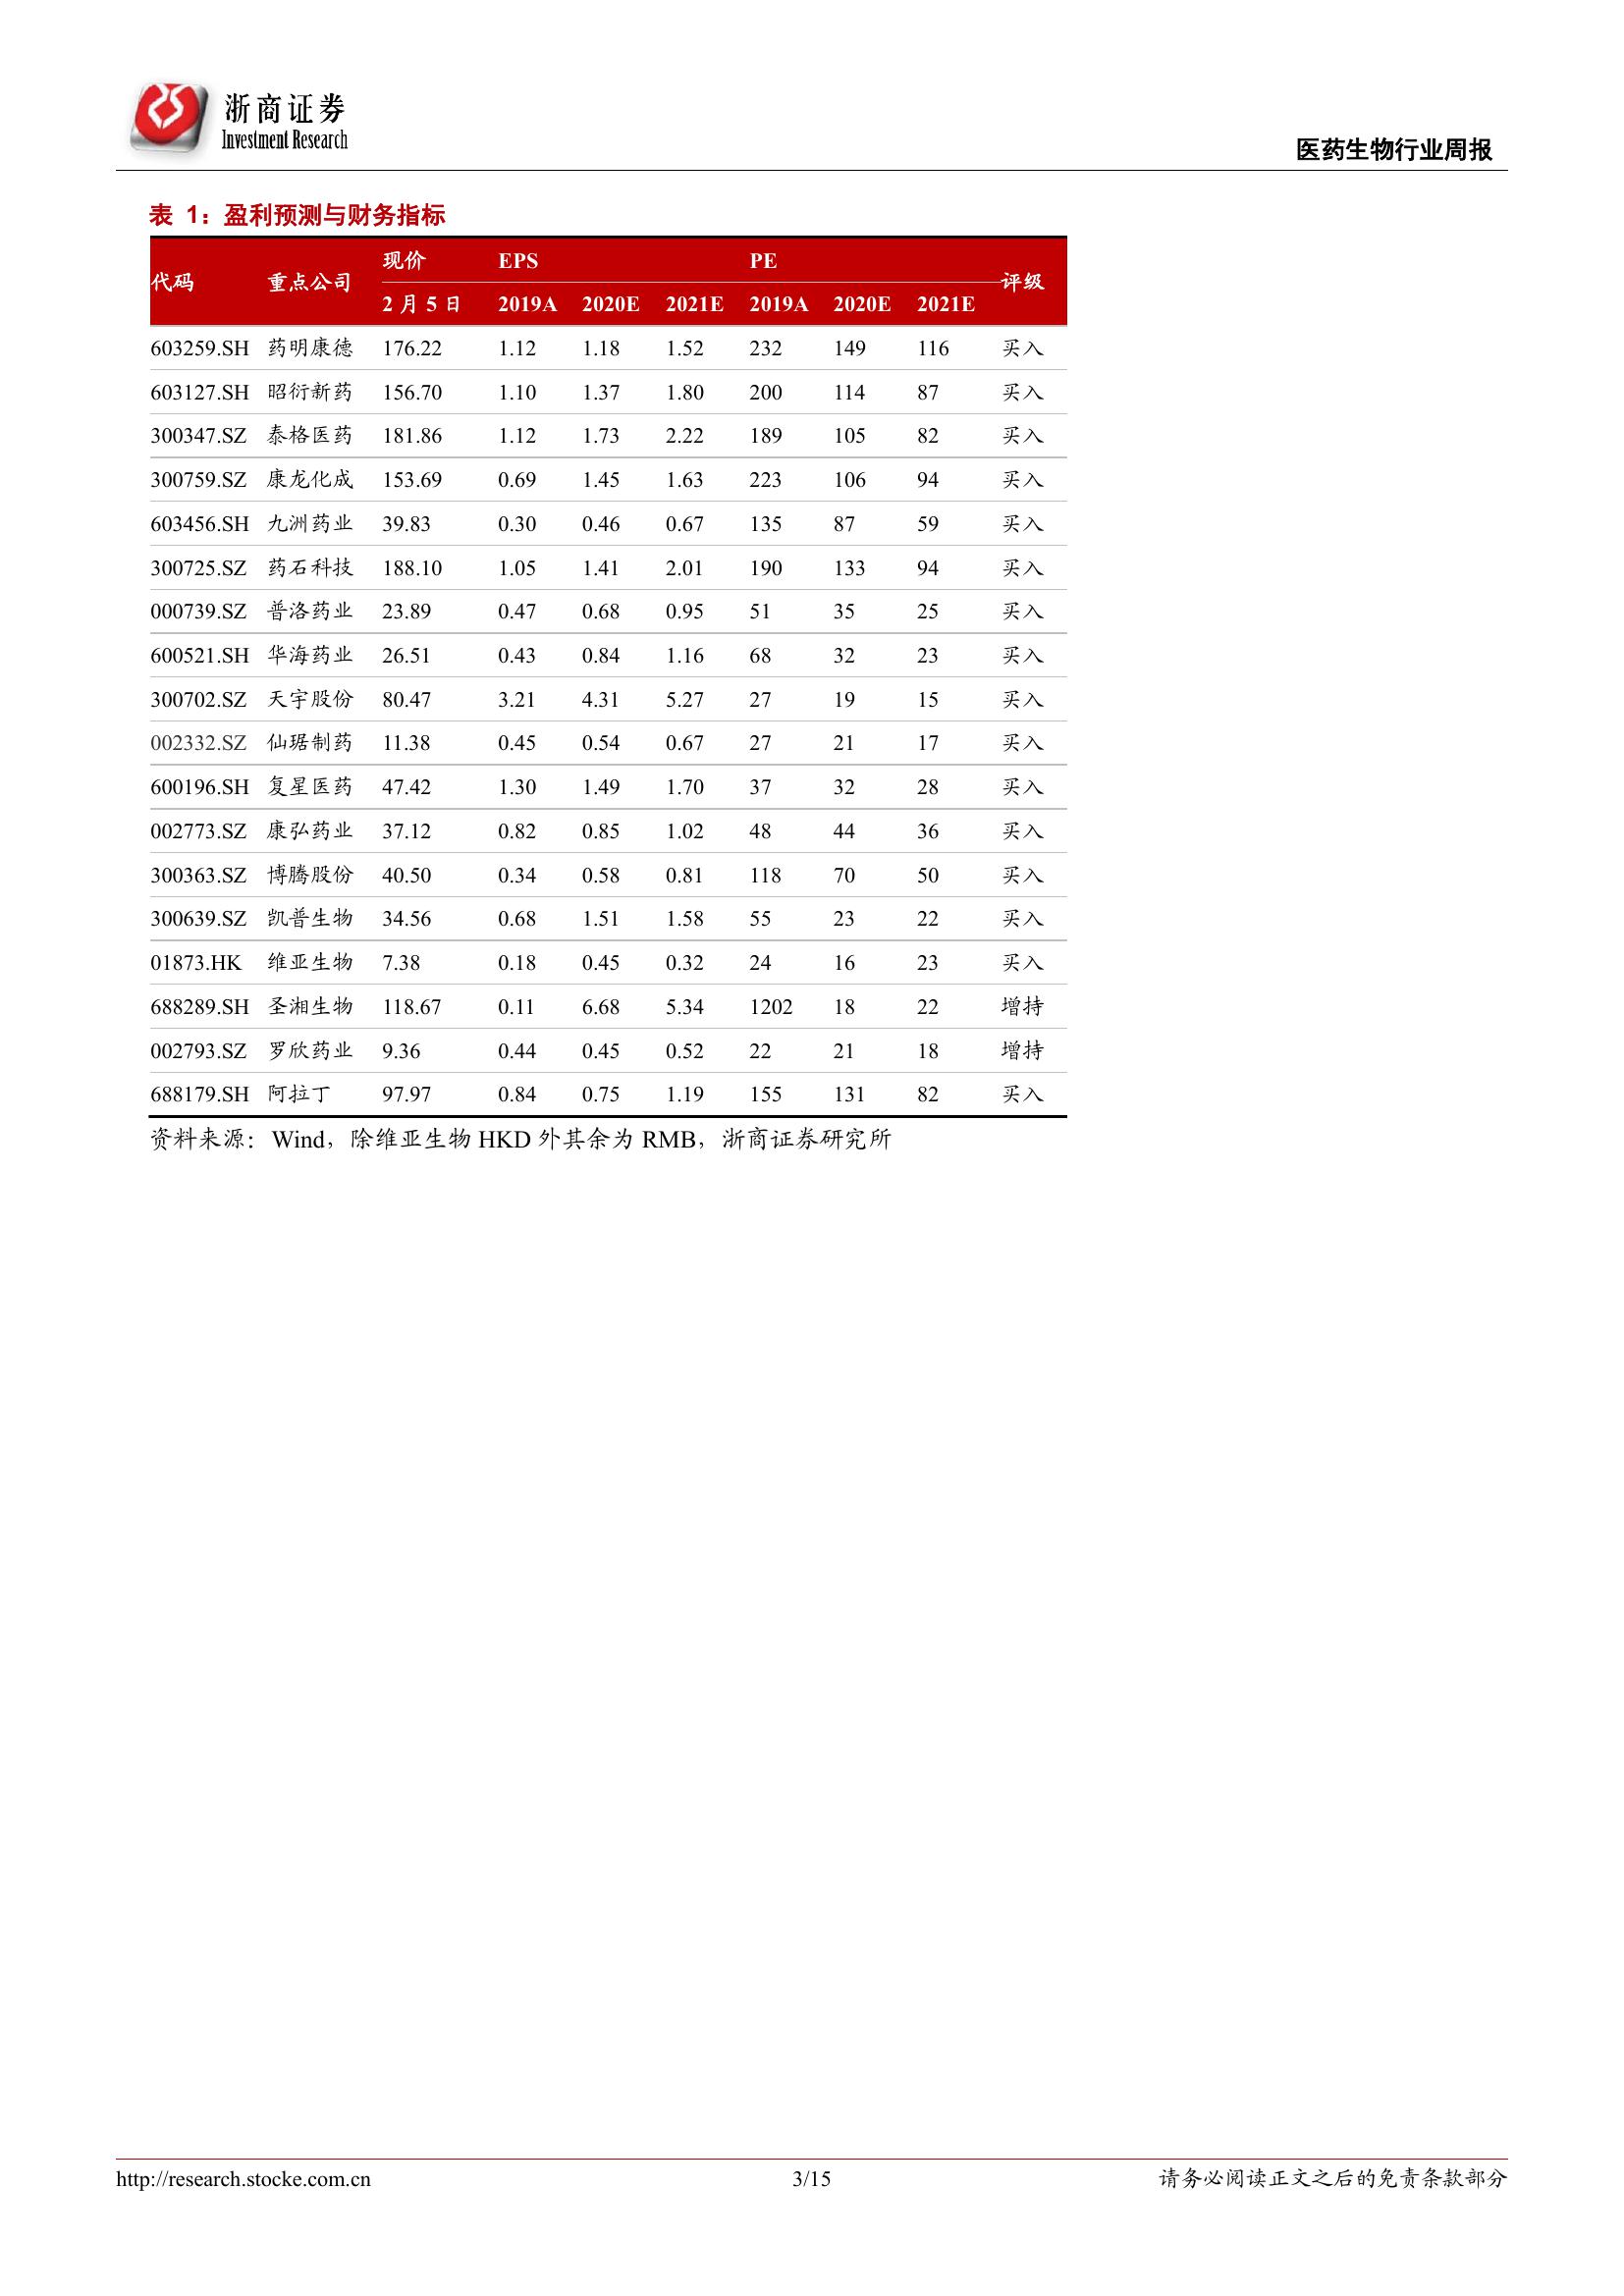 浙商证券
Investment Research
医药生物行业周报
表 1：盈利预测与财务指标
代码 重点公司 现价 EPS PE 评级
2 月 5 日 2019A 2020E 2021E 2019A 2020E 2021E
603259.SH 药明康德 176.22 1.12 1.18 1.52 232 149 116 买入
603127.SH 昭衍新药 156.70 1.10 1.37 1.80 200 114 87 买入
300347.SZ 泰格医药 181.86 1.12 1.73 2.22 189 105 82 买入
300759.SZ 康龙化成 153.69 0.69 1.45 1.63 223 106 94 买入
603456.SH 九洲药业 39.83 0.30 0.46 0.67 135 87 59 买入
300725.SZ 药石科技 188.10 1.05 1.41 2.01 190 133 94 买入
000739.SZ 普洛药业 23.89 0.47 0.68 0.95 51 35 25 买入
600521.SH 华海药业 26.51 0.43 0.84 1.16 68 32 23 买入
300702.SZ 天宇股份 80.47 3.21 4.31 5.27 27 19 15 买入
002332.SZ 仙琚制药 11.38 0.45 0.54 0.67 27 21 17 买入
600196.SH 复星医药 47.42 1.30 1.49 1.70 37 32 28 买入
002773.SZ 康弘药业 37.12 0.82 0.85 1.02 48 44 36 买入
300363.SZ 博腾股份 40.50 0.34 0.58 0.81 118 70 50 买入
300639.SZ 凯普生物 34.56 0.68 1.51 1.58 55 23 22 买入
01873.HK 维亚生物 7.38 0.18 0.45 0.32 24 16 23 买入
688289.SH 圣湘生物 118.67 0.11 6.68 5.34 1202 18 22 增持
002793.SZ 罗欣药业 9.36 0.44 0.45 0.52 22 21 18 增持
688179.SH 阿拉丁 97.97 0.84 0.75 1.19 155 131 82 买入
资料来源：Wind，除维亚生物 HKD 外其余为 RMB，浙商证券研究所
http://research.stocke.com.cn 3/15 请务必阅读正文之后的免责条款部分